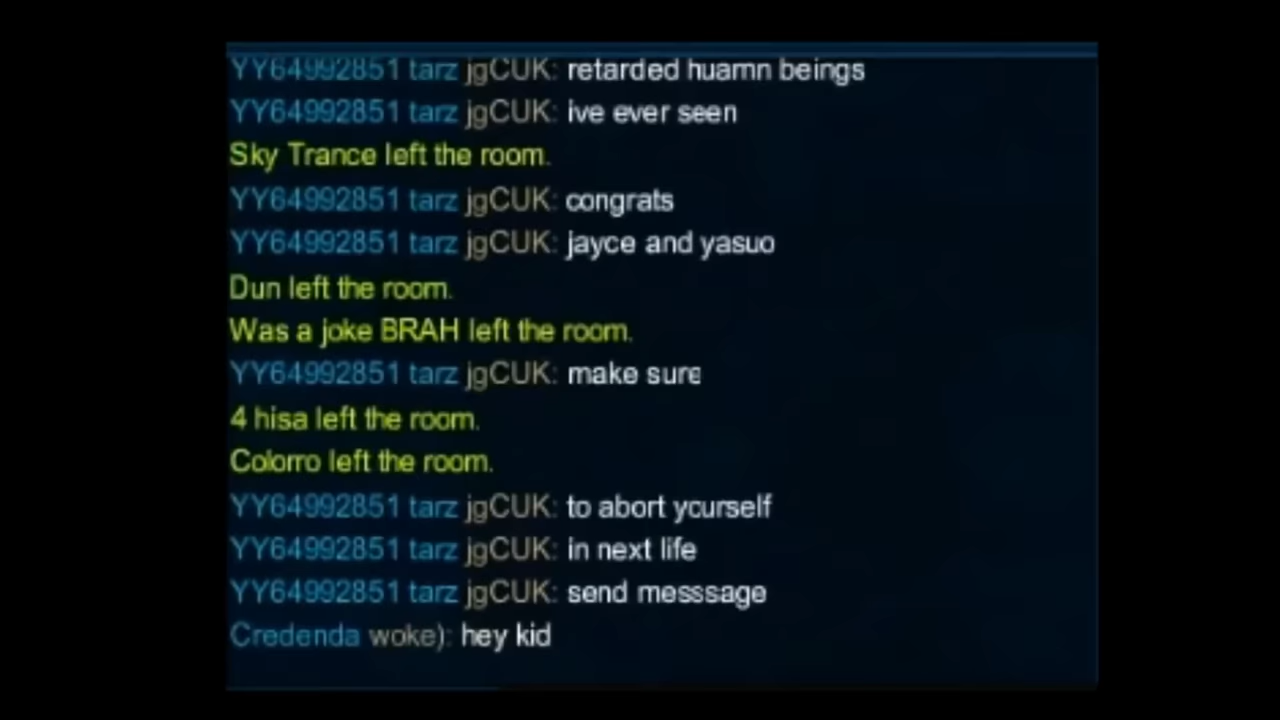 YY64992851 tarz jgCUK: retarded huamn beings
YY64992851 tarz jgCUK: ive ever seen
Sky Trance left the room.
YY64992851 tarz jgCUK: congrats
YY64992851 tarz jgCUK: jayce and yasuo
Dun left the room.
Was a joke BRAH left the room.
YY64992851 tarz jgCUK: make sure
4 hisa left the room.
Colorro left the room.
YY64992851 tarz jgCUK: to abort yourself
YY64992851 tarz jgCUK: in next life
YY64992851 tarz jgCUK: send messsage
Credenda woke): hey kid